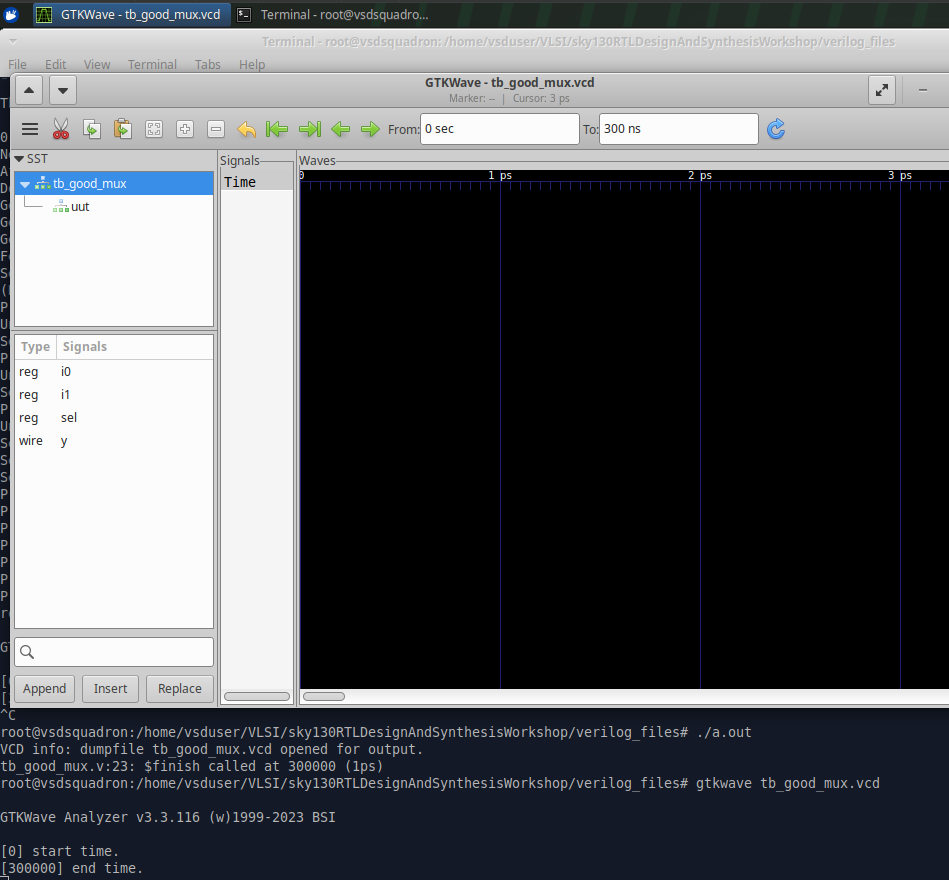 GTKWave - tb_good_mux.vcd
Terminal - root@vsdsquadro...
Terminal - root@vsdsquadron: /home/vsduser/VLSI/sky130RTLDesignAndSynthesisWorkshop/verilog_files
File Edit View Terminal Tabs Help
GTKWave - tb_good_mux.vcd
Marker: -- | Cursor: 3 ps
From: 0 sec To: 300 ns
SST
tb_good_mux
uut
Type Signals
reg i0
reg i1
reg sel
wire y
Append Insert Replace
Signals
Time
Waves
0 1 ps 2 ps 3 ps
^C
root@vsdsquadron:/home/vsduser/VLSI/sky130RTLDesignAndSynthesisWorkshop/verilog_files# ./a.out
VCD info: dumpfile tb_good_mux.vcd opened for output.
tb_good_mux.v:23: $finish called at 300000 (1ps)
root@vsdsquadron:/home/vsduser/VLSI/sky130RTLDesignAndSynthesisWorkshop/verilog_files# gtkwave tb_good_mux.vcd
GTKWave Analyzer v3.3.116 (w)1999-2023 BSI
[0] start time.
[300000] end time.